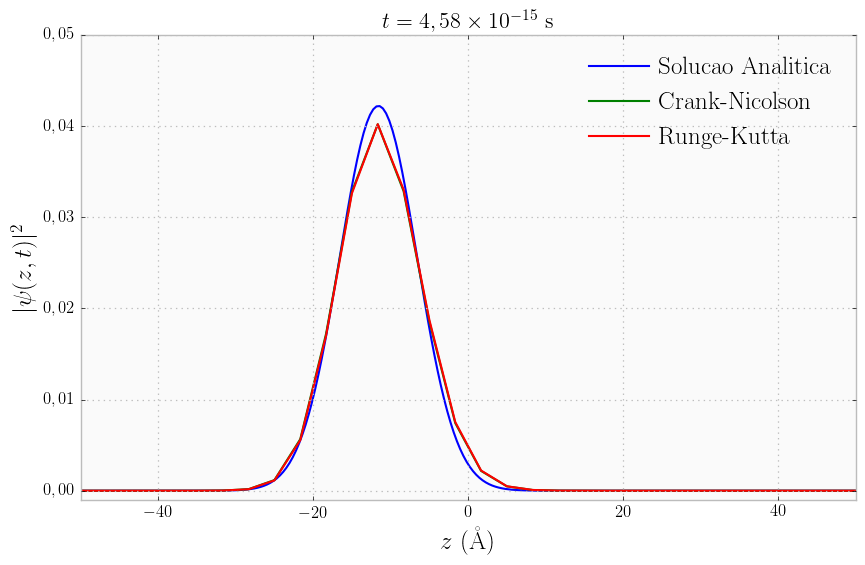 t = 4,58 × 10⁻¹⁵ s
Solucao Analitica
Crank-Nicolson
Runge-Kutta
|ψ(z, t)|²
0,05
0,04
0,03
0,02
0,01
0,00
−40 −20 0 20 40
z (Å)